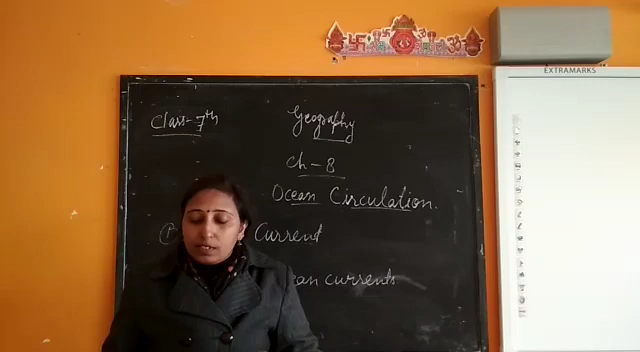 Class-7th
Geography
Ch-8
Ocean Circulation.
Current
currents
EXTRAMARKS